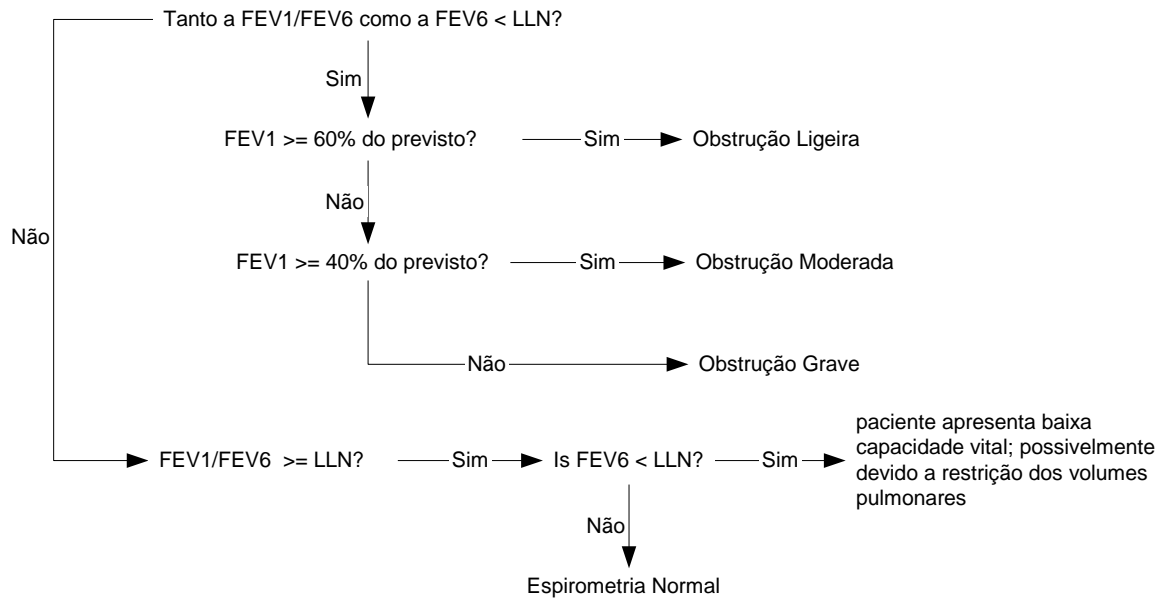 Tanto a FEV1/FEV6 como a FEV6 < LLN?
Sim
FEV1 >= 60% do previsto?
Sim
Obstrução Ligeira
Não
Não
FEV1 >= 40% do previsto?
Sim
Obstrução Moderada
Não
Obstrução Grave
FEV1/FEV6 >= LLN?
Sim
Is FEV6 < LLN?
Sim
paciente apresenta baixa
capacidade vital; possivelmente
devido a restrição dos volumes
pulmonares
Não
Espirometria Normal